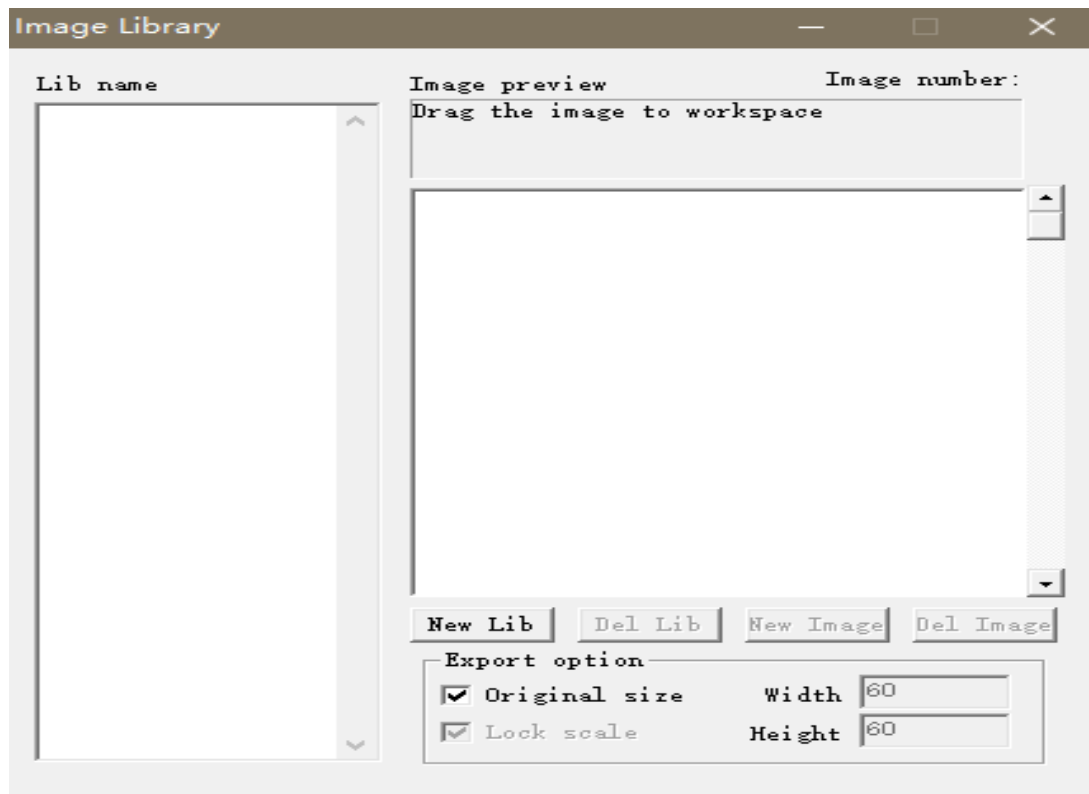 Image Library
Lib name
Image preview
Image number:
Drag the image to workspace
New Lib
Del Lib
New Image
Del Image
Export option
Original size
Width
60
Lock scale
Height
60